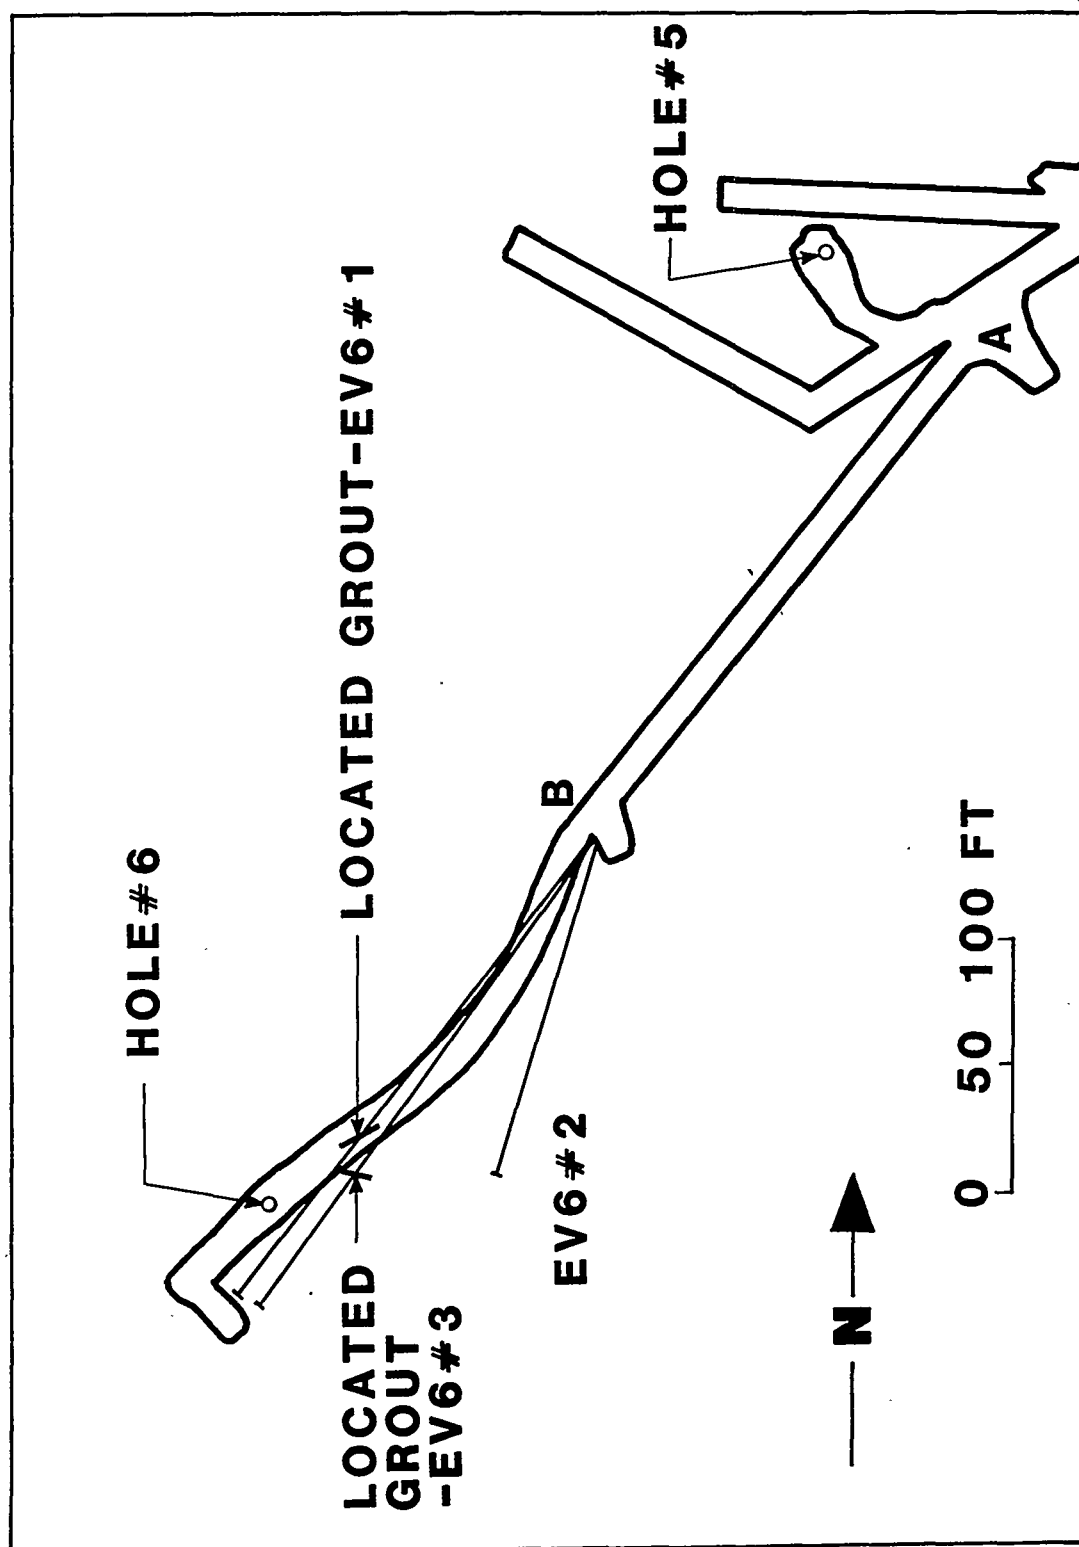 HOLE#6
LOCATED GROUT-EV6#1
HOLE#5
B
A
LOCATED
GROUT
-EV6#3
EV6#2
N
0 50 100 FT